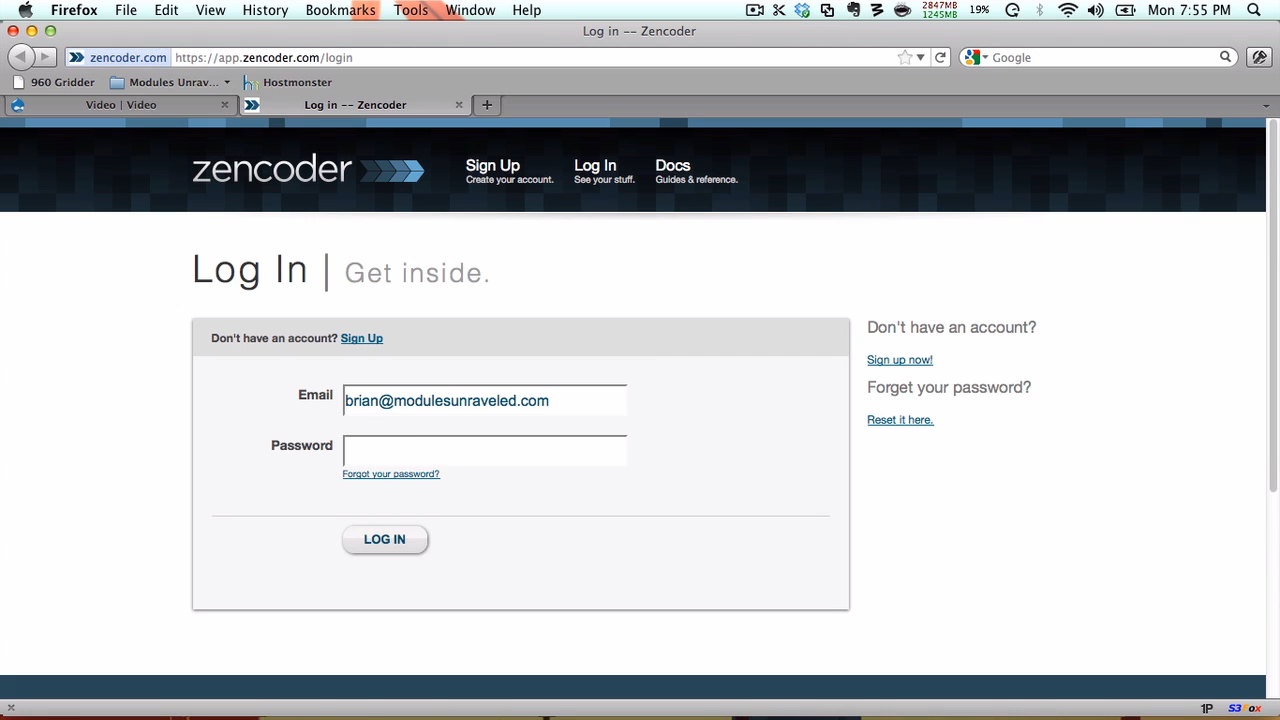 Firefox File Edit View History Bookmarks Tools Window Help 2847MB 1245MB 19% Mon 7:55 PM
Log in -- Zencoder
zencoder.com https://app.zencoder.com/login Google
960 Gridder Modules Unrav... Hostmonster
Video | Video Log in -- Zencoder
zencoder Sign Up Log In Docs
Create your account. See your stuff. Guides & reference.
Log In | Get inside.
Don't have an account? Sign Up
Email brian@modulesunraveled.com
Password
Forgot your password?
LOG IN
Don't have an account?
Sign up now!
Forget your password?
Reset it here.
1P S3Fox